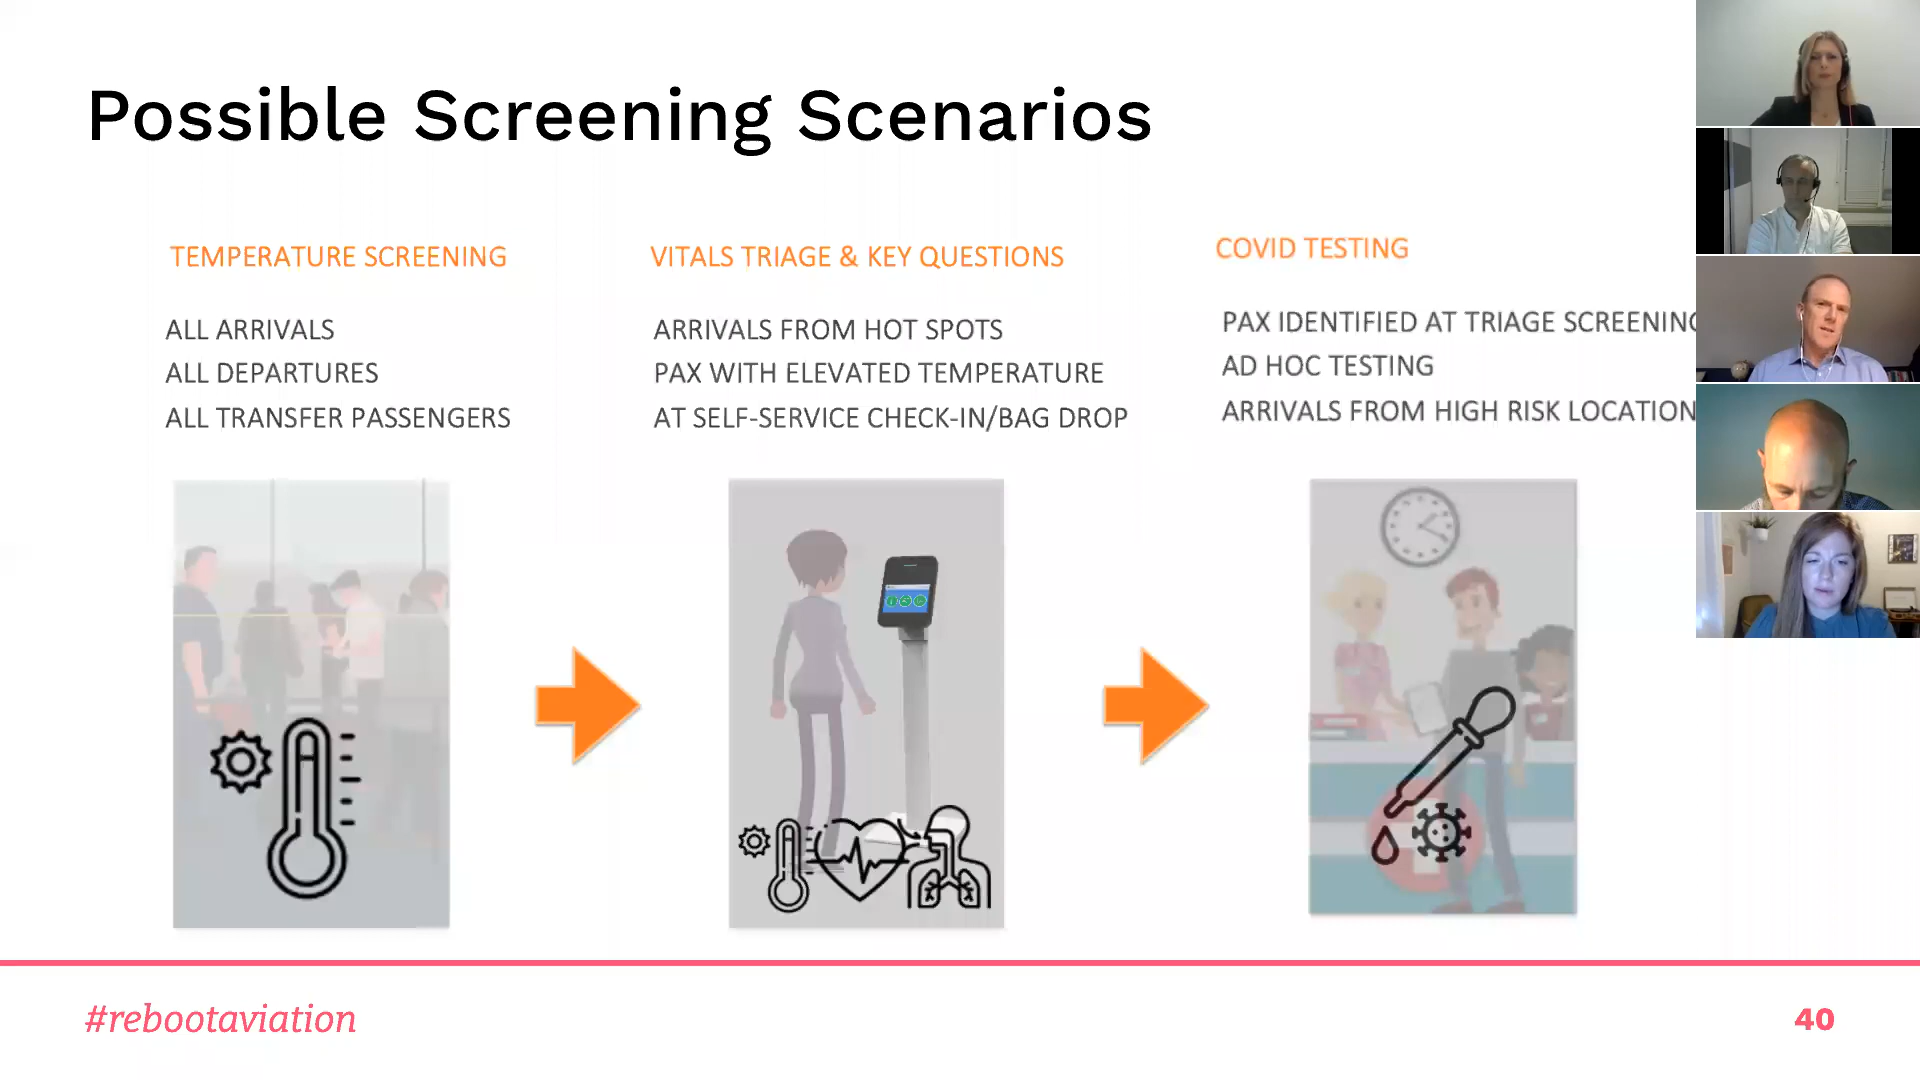 Possible Screening Scenarios
TEMPERATURE SCREENING
ALL ARRIVALS
ALL DEPARTURES
ALL TRANSFER PASSENGERS
VITALS TRIAGE & KEY QUESTIONS
ARRIVALS FROM HOT SPOTS
PAX WITH ELEVATED TEMPERATURE
AT SELF-SERVICE CHECK-IN/BAG DROP
COVID TESTING
PAX IDENTIFIED AT TRIAGE SCREENING
AD HOC TESTING
ARRIVALS FROM HIGH RISK LOCATION
#rebootaviation
40